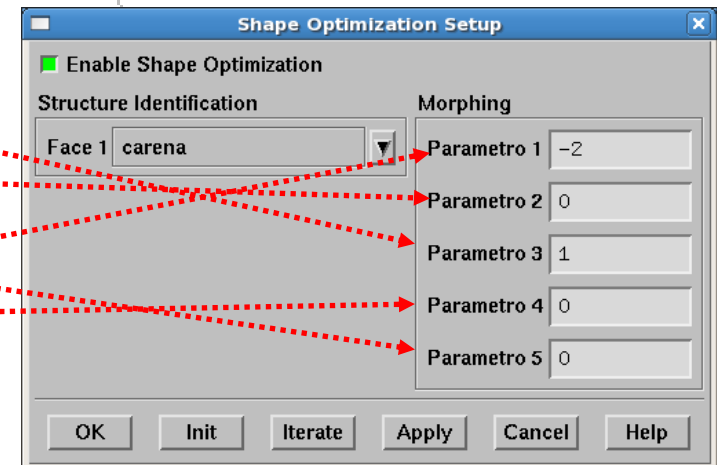 Shape Optimization Setup
Enable Shape Optimization
Structure Identification
Face 1 carena
Morphing
Parametro 1 -2
Parametro 2 0
Parametro 3 1
Parametro 4 0
Parametro 5 0
OK Init Iterate Apply Cancel Help